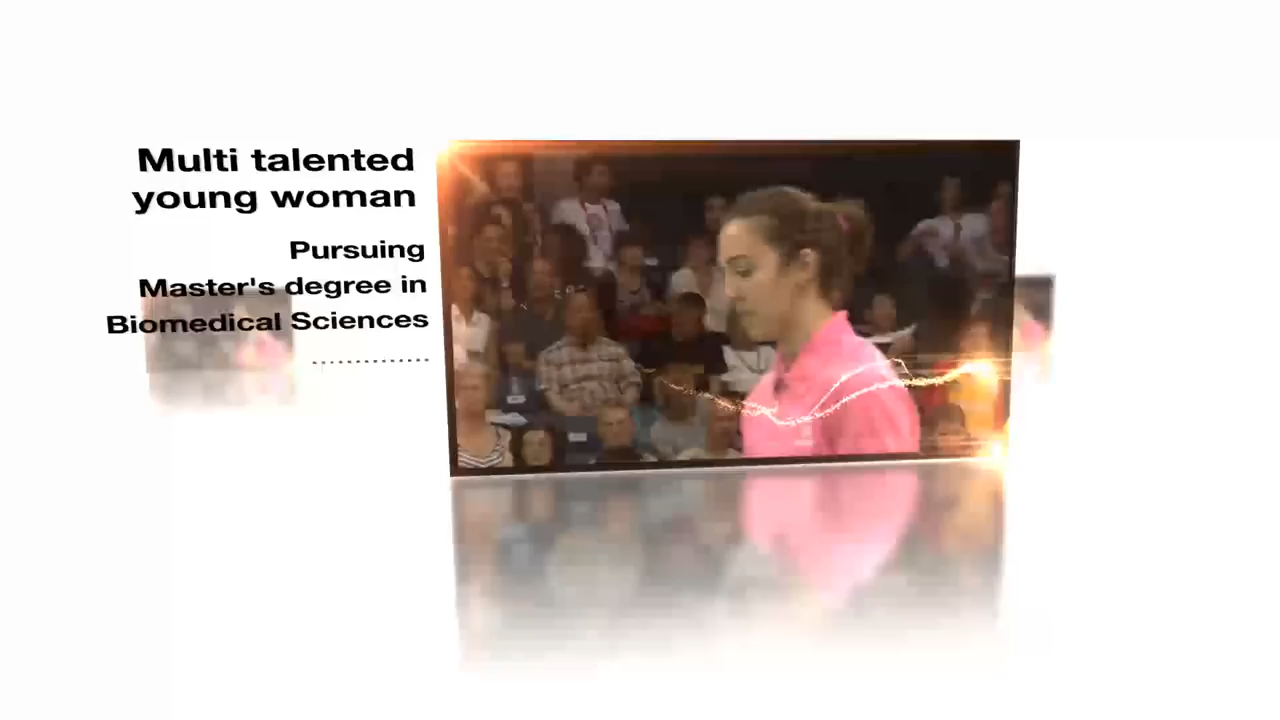 Multi talented
young woman
Pursuing
Master's degree in
Biomedical Sciences